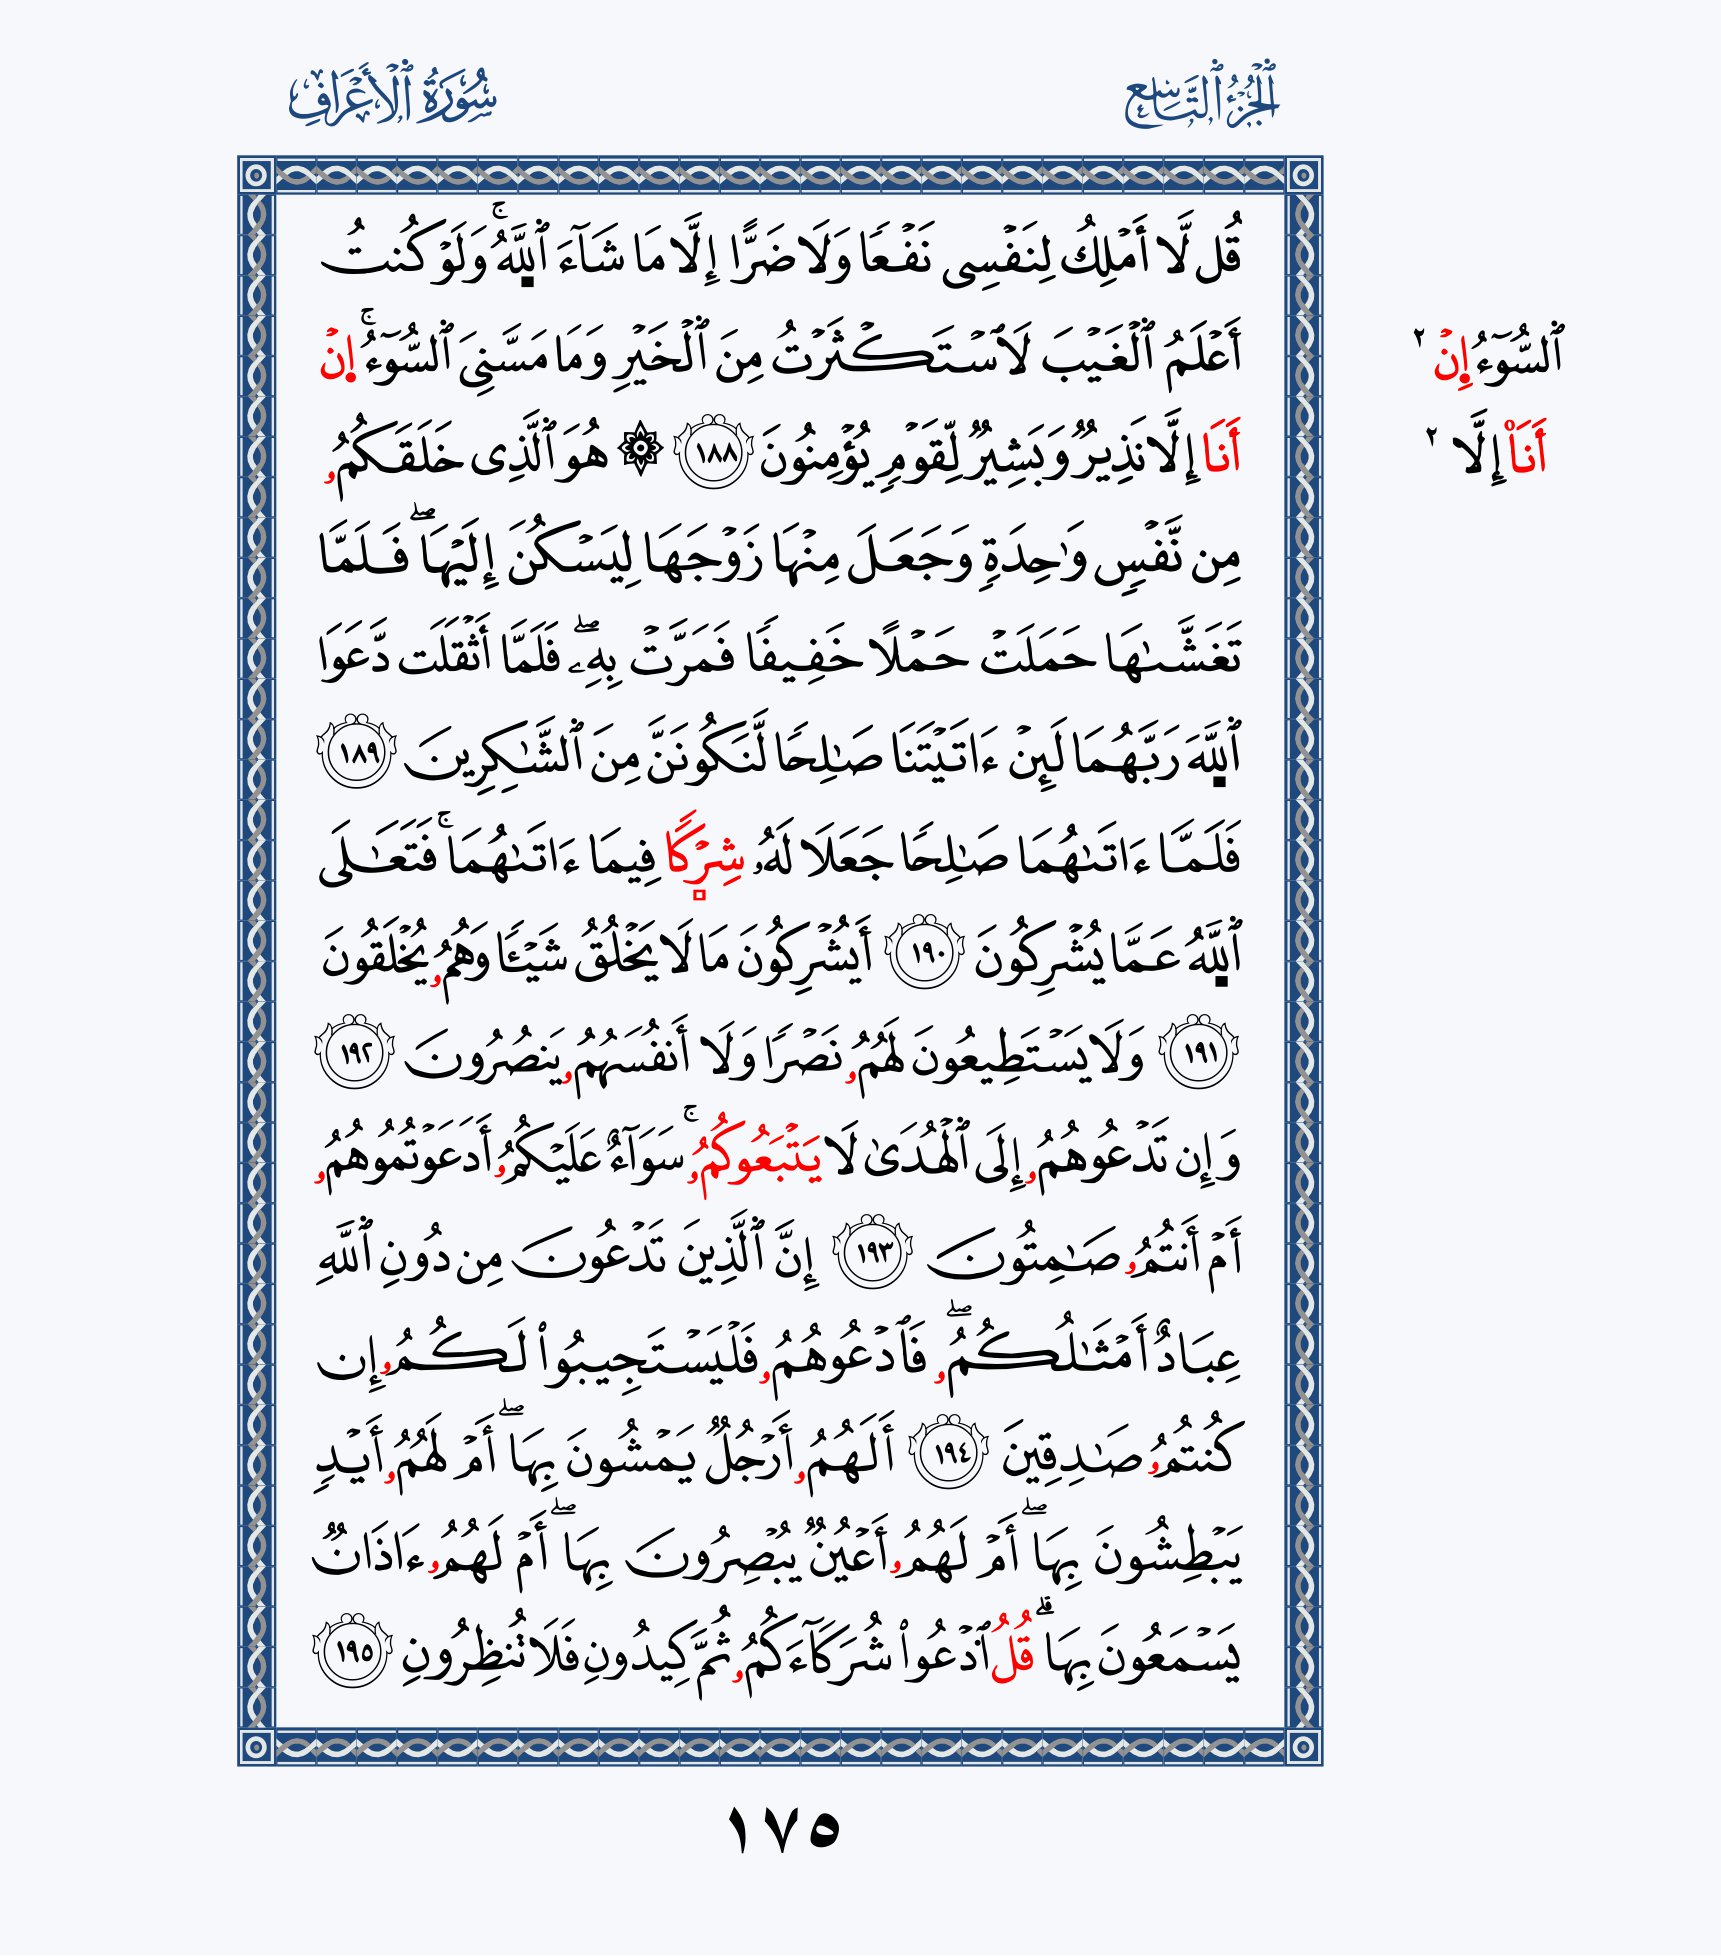 ٱلْجُزْءُ ٱلتَّاسِع
سُورَةُ ٱلْأَعْرَافِ
قُل لَّا أَمْلِكُ لِنَفْسِى نَفْعًا وَلَا ضَرًّا إِلَّا مَا شَآءَ ٱللَّهُ ۚ وَلَوْ كُنتُ
أَعْلَمُ ٱلْغَيْبَ لَٱسْتَكْثَرْتُ مِنَ ٱلْخَيْرِ وَمَا مَسَّنِىَ ٱلسُّوٓءُ ۚ إِنْ
ٱلسُّوٓءُ إِنْ ٢
أَنَا إِلَّا نَذِيرٌ وَبَشِيرٌ لِّقَوْمٍ يُؤْمِنُونَ ١٨٨ ۞ هُوَ ٱلَّذِى خَلَقَكُمُۥ
أَنَا۠ إِلَّا ٢
مِن نَّفْسٍ وَٰحِدَةٍ وَجَعَلَ مِنْهَا زَوْجَهَا لِيَسْكُنَ إِلَيْهَا ۖ فَلَمَّا
تَغَشَّىٰهَا حَمَلَتْ حَمْلًا خَفِيفًا فَمَرَّتْ بِهِۦ ۖ فَلَمَّا أَثْقَلَت دَّعَوَا
ٱللَّهَ رَبَّهُمَا لَئِنْ ءَاتَيْتَنَا صَٰلِحًا لَّنَكُونَنَّ مِنَ ٱلشَّٰكِرِينَ ١٨٩
فَلَمَّا ءَاتَىٰهُمَا صَٰلِحًا جَعَلَا لَهُۥ شِرْكًا فِيمَا ءَاتَىٰهُمَا ۚ فَتَعَٰلَى
ٱللَّهُ عَمَّا يُشْرِكُونَ ١٩٠ أَيُشْرِكُونَ مَا لَا يَخْلُقُ شَيْـًٔا وَهُمُۥ يُخْلَقُونَ
١٩١ وَلَا يَسْتَطِيعُونَ لَهُمُۥ نَصْرًا وَلَا أَنفُسَهُمُۥ يَنصُرُونَ ١٩٢
وَإِن تَدْعُوهُمُۥ إِلَى ٱلْهُدَىٰ لَا يَتْبَعُوكُمُۥ ۚ سَوَآءٌ عَلَيْكُمُۥ أَدَعَوْتُمُوهُمُۥ
أَمْ أَنتُمُۥ صَٰمِتُونَ ١٩٣ إِنَّ ٱلَّذِينَ تَدْعُونَ مِن دُونِ ٱللَّهِ
عِبَادٌ أَمْثَٰلُكُمُۥ ۖ فَٱدْعُوهُمُۥ فَلْيَسْتَجِيبُوا۟ لَكُمُۥ إِن
كُنتُمُۥ صَٰدِقِينَ ١٩٤ أَلَهُمُۥ أَرْجُلٌ يَمْشُونَ بِهَا ۖ أَمْ لَهُمُۥ أَيْدٍ
يَبْطِشُونَ بِهَا ۖ أَمْ لَهُمُۥ أَعْيُنٌ يُبْصِرُونَ بِهَا ۖ أَمْ لَهُمُۥ ءَاذَانٌ
يَسْمَعُونَ بِهَا ۗ قُلُ ٱدْعُوا۟ شُرَكَآءَكُمُۥ ثُمَّ كِيدُونِ فَلَا تُنظِرُونِ ١٩٥
١٧٥